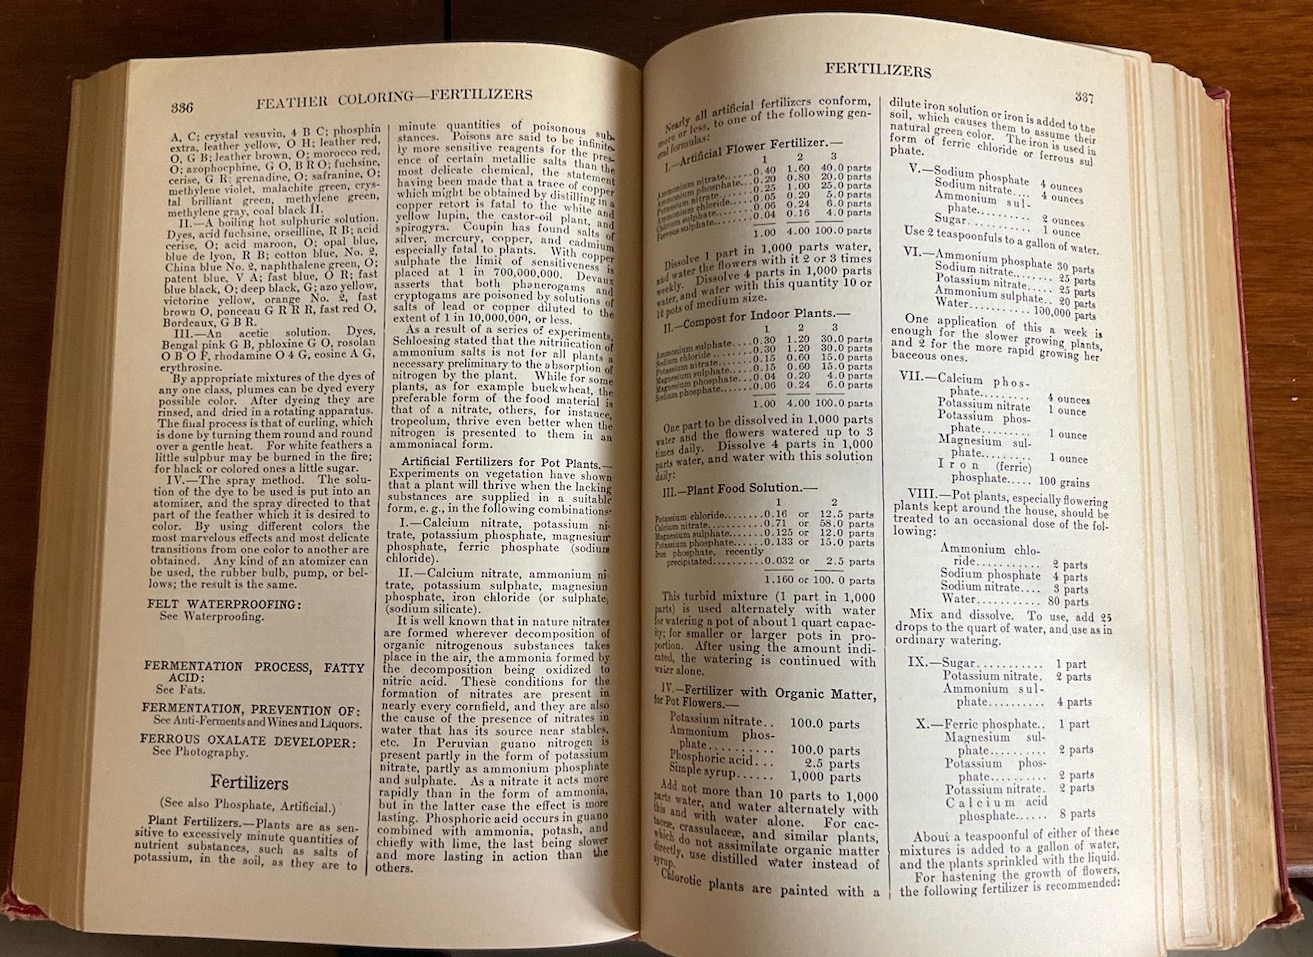 336
FEATHER COLORING—FERTILIZERS
A, C; crystal vesuvin, 4 B C; phosphin
extra, leather yellow, O H; leather red,
O, G B; leather brown, O; morocco red,
O; azophosphine, G O, B R O; fuchsine,
cerise, G R; grenadine, O; safranine, O;
methylene violet, malachite green, crys-
tal brilliant green, methylene green,
methylene gray, coal black II.
II.—A boiling hot sulphuric solution.
Dyes, acid fuchsine, orseilline, R B; acid
cerise, O; acid maroon, O; opal blue,
blue de lyon, R B; cotton blue, No. 2,
China blue No. 2, naphthalene green, O;
patent blue, V A; fast blue, O R; fast
blue black, O; deep black, G; azo yellow,
victorine yellow, orange No. 2, fast
brown O, ponceau G R R R, fast red O,
Bordeaux, G B R.
III.—An acetic solution. Dyes,
Bengal pink G B, phloxine G O, rosolan
O B O F, rhodamine O 4 G, eosine A G,
erythrosine.
By appropriate mixtures of the dyes of
any one class, plumes can be dyed every
possible color. After dyeing they are
rinsed, and dried in a rotating apparatus.
The final process is that of curling, which
is done by turning them round and round
over a gentle heat. For white feathers a
little sulphur may be burned in the fire;
for black or colored ones a little sugar.
IV.—The spray method. The solu-
tion of the dye to be used is put into an
atomizer, and the spray directed to that
part of the feather which it is desired to
color. By using different colors the
most marvelous effects and most delicate
transitions from one color to another are
obtained. Any kind of an atomizer can
be used, the rubber bulb, pump, or bel-
lows; the result is the same.
FELT WATERPROOFING:
See Waterproofing.
FERMENTATION PROCESS, FATTY
ACID:
See Fats.
FERMENTATION, PREVENTION OF:
See Anti-Ferments and Wines and Liquors.
FERROUS OXALATE DEVELOPER:
See Photography.
Fertilizers
(See also Phosphate, Artificial.)
Plant Fertilizers.—Plants are as sen-
sitive to excessively minute quantities of
nutrient substances, such as salts of
potassium, in the soil, as they are to
minute quantities of poisonous sub-
stances. Poisons are said to be infinite-
ly more sensitive reagents for the pres-
ence of certain metallic salts than the
most delicate chemical, the statement
having been made that a trace of copper
which might be obtained by distilling in a
copper retort is fatal to the white and
yellow lupin, the castor-oil plant, and
spirogyra. Coupin has found salts of
silver, mercury, copper, and cadmium
especially fatal to plants. With copper
sulphate the limit of sensitiveness is
placed at 1 in 700,000,000. Devaux
asserts that both phanerogams and
cryptogams are poisoned by solutions of
salts of lead or copper diluted to the
extent of 1 in 10,000,000, or less.
As a result of a series of experiments,
Schloesing stated that the nitrification of
ammonium salts is not for all plants a
necessary preliminary to the absorption of
nitrogen by the plant. While for some
plants, as for example buckwheat, the
preferable form of the food material is
that of a nitrate, others, for instance,
tropeolum, thrive even better when the
nitrogen is presented to them in an
ammoniacal form.
Artificial Fertilizers for Pot Plants.—
Experiments on vegetation have shown
that a plant will thrive when the lacking
substances are supplied in a suitable
form, e. g., in the following combinations:
I.—Calcium nitrate, potassium ni-
trate, potassium phosphate, magnesium
phosphate, ferric phosphate (sodium
chloride).
II.—Calcium nitrate, ammonium ni-
trate, potassium sulphate, magnesium
phosphate, iron chloride (or sulphate)
(sodium silicate).
It is well known that in nature nitrates
are formed wherever decomposition of
organic nitrogenous substances takes
place in the air, the ammonia formed by
the decomposition being oxidized to
nitric acid. These conditions for the
formation of nitrates are present in
nearly every cornfield, and they are also
the cause of the presence of nitrates in
water that has its source near stables,
etc. In Peruvian guano nitrogen is
present partly in the form of potassium
nitrate, partly as ammonium phosphate
and sulphate. As a nitrate it acts more
rapidly than in the form of ammonia,
but in the latter case the effect is more
lasting. Phosphoric acid occurs in guano
combined with ammonia, potash, and
chiefly with lime, the last being slower
and more lasting in action than the
others.
FERTILIZERS
337
Nearly all artificial fertilizers conform,
more or less, to one of the following gen-
eral formulas:
I.—Artificial Flower Fertilizer.—
1 2 3
Ammonium nitrate....0.40 1.60 40.0 parts
Ammonium phosphate...0.20 0.80 20.0 parts
Potassium nitrate....0.25 1.00 25.0 parts
Ammonium chloride...0.05 0.20 5.0 parts
Calcium sulphate....0.06 0.24 6.0 parts
Ferrous sulphate....0.04 0.16 4.0 parts
1.00 4.00 100.0 parts
Dissolve 1 part in 1,000 parts water,
and water the flowers with it 2 or 3 times
weekly. Dissolve 4 parts in 1,000 parts
water, and water with this quantity 10 or
12 pots of medium size.
II.—Compost for Indoor Plants.—
1 2 3
Ammonium sulphate....0.30 1.20 30.0 parts
Sodium chloride.....0.30 1.20 30.0 parts
Potassium nitrate....0.15 0.60 15.0 parts
Magnesium sulphate...0.15 0.60 15.0 parts
Magnesium phosphate...0.04 0.20 4.0 parts
Sodium phosphate....0.06 0.24 6.0 parts
1.00 4.00 100.0 parts
One part to be dissolved in 1,000 parts
water and the flowers watered up to 3
times daily. Dissolve 4 parts in 1,000
parts water, and water with this solution
daily:
III.—Plant Food Solution.—
1 2
Potassium chloride.......0.16 or 12.5 parts
Calcium nitrate.........0.71 or 58.0 parts
Magnesium sulphate.....0.125 or 12.0 parts
Potassium phosphate....0.133 or 15.0 parts
Iron phosphate, recently
precipitated..........0.032 or 2.5 parts
1.160 or 100.0 parts
This turbid mixture (1 part in 1,000
parts) is used alternately with water
for watering a pot of about 1 quart capac-
ity; for smaller or larger pots in pro-
portion. After using the amount indi-
cated, the watering is continued with
water alone.
IV.—Fertilizer with Organic Matter,
for Pot Flowers.—
Potassium nitrate.. 100.0 parts
Ammonium phos-
phate.......... 100.0 parts
Phosphoric acid... 2.5 parts
Simple syrup...... 1,000 parts
Add not more than 10 parts to 1,000
parts water, and water alternately with
this and with water alone. For cac-
taceæ, crassulaceæ, and similar plants,
which do not assimilate organic matter
directly, use distilled water instead of
syrup.
Chlorotic plants are painted with a
dilute iron solution or iron is added to the
soil, which causes them to assume their
natural green color. The iron is used in
form of ferric chloride or ferrous sul
phate.
V.—Sodium phosphate 4 ounces
Sodium nitrate.... 4 ounces
Ammonium sul-
phate.......... 2 ounces
Sugar............ 1 ounce
Use 2 teaspoonfuls to a gallon of water.
VI.—Ammonium phosphate 30 parts
Sodium nitrate....... 25 parts
Potassium nitrate.... 25 parts
Ammonium sulphate.. 20 parts
Water......... 100,000 parts
One application of this a week is
enough for the slower growing plants,
and 2 for the more rapid growing her
baceous ones.
VII.—Calcium phos-
phate.......... 4 ounces
Potassium nitrate 1 ounce
Potassium phos-
phate.......... 1 ounce
Magnesium sul-
phate.......... 1 ounce
Iron (ferric)
phosphate..... 100 grains
VIII.—Pot plants, especially flowering
plants kept around the house, should be
treated to an occasional dose of the fol-
lowing:
Ammonium chlo-
ride........... 2 parts
Sodium phosphate 4 parts
Sodium nitrate.... 3 parts
Water........... 80 parts
Mix and dissolve. To use, add 25
drops to the quart of water, and use as in
ordinary watering.
IX.—Sugar........... 1 part
Potassium nitrate. 2 parts
Ammonium sul-
phate.......... 4 parts
X.—Ferric phosphate.. 1 part
Magnesium sul-
phate.......... 2 parts
Potassium phos-
phate.......... 2 parts
Potassium nitrate. 2 parts
Calcium acid
phosphate...... 8 parts
About a teaspoonful of either of these
mixtures is added to a gallon of water,
and the plants sprinkled with the liquid.
For hastening the growth of flowers,
the following fertilizer is recommended: